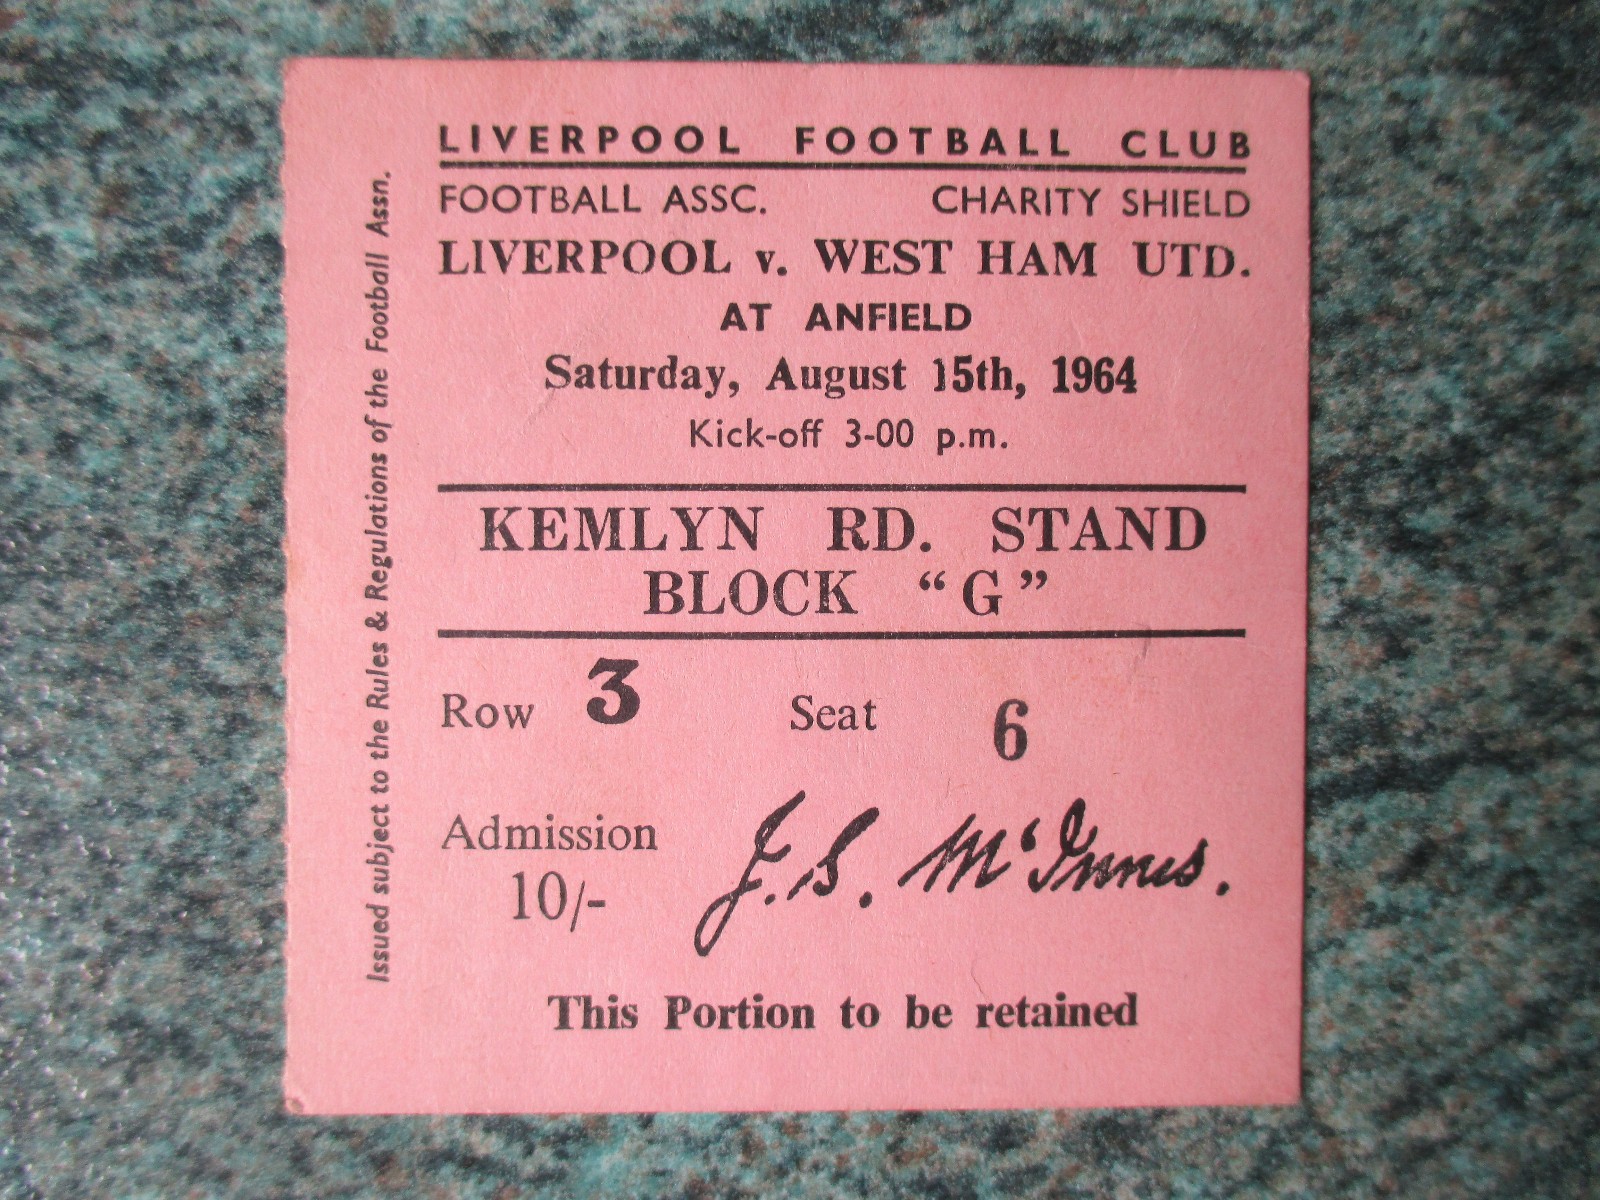 LIVERPOOL FOOTBALL CLUB
FOOTBALL ASSC. CHARITY SHIELD
LIVERPOOL v. WEST HAM UTD.
AT ANFIELD
Saturday, August 15th, 1964
Kick-off 3-00 p.m.
KEMLYN RD. STAND
BLOCK “G”
Row 3 Seat 6
Admission
10/-
J. S. McInnes.
This Portion to be retained
Issued subject to the Rules & Regulations of the Football Assn.